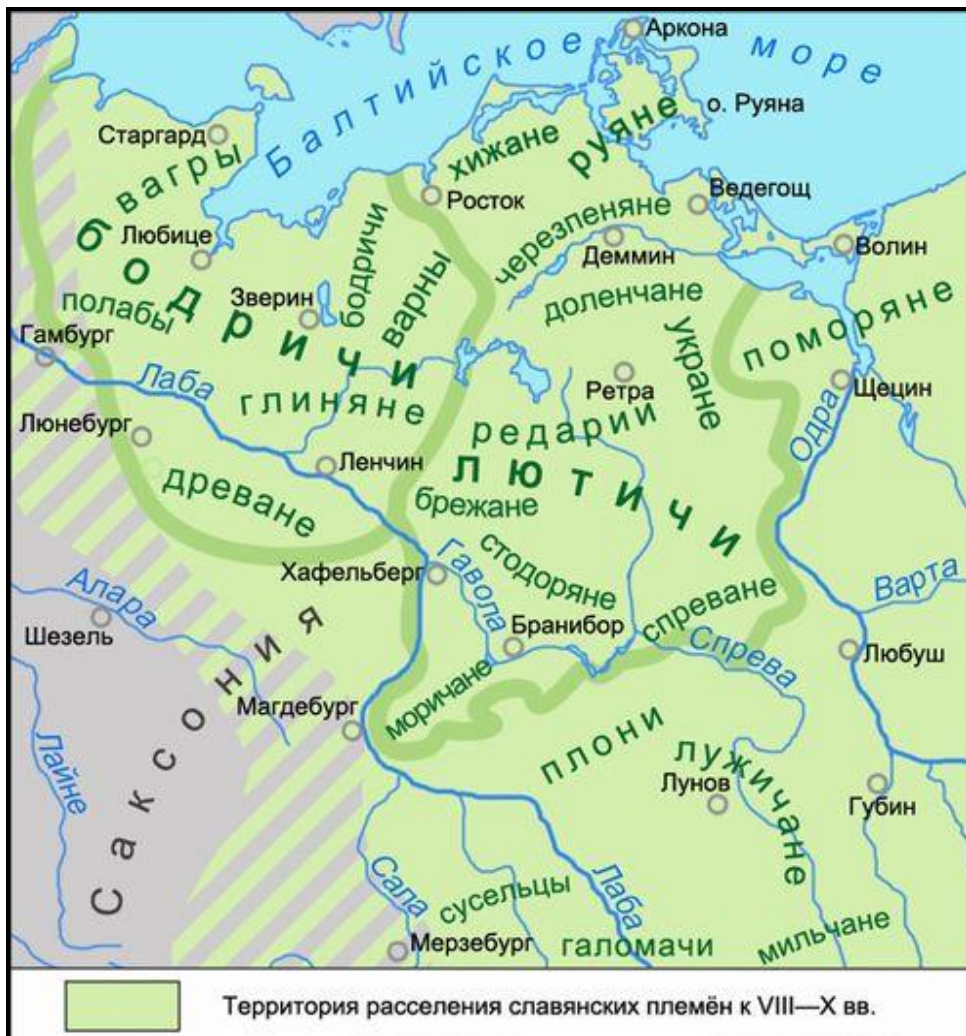 Аркона
Балтийское море
о. Руяна
Старгард
хижане
руяне
вагры
Росток
Ведегощ
черезпеняне
Любице
бодричи
Деммин
Волин
бодричи
Зверин
варны
доленчане
полабы
укране
поморяне
Гамбург
Лаба
Ретра
Щецин
глиняне
Одра
Люнебург
редарии
Ленчин
лютичи
древане
брежане
Хафельберг
Гавола
стодоряне
Алара
Варта
Шезель
Бранибор
спреване
Спрева
Любуш
Саксония
моричане
Магдебург
плони
Лайне
лужичане
Лунов
Губин
Сала
сусельцы
Лаба
Мерзебург
галомачи
мильчане
Территория расселения славянских племён к VIII—X вв.